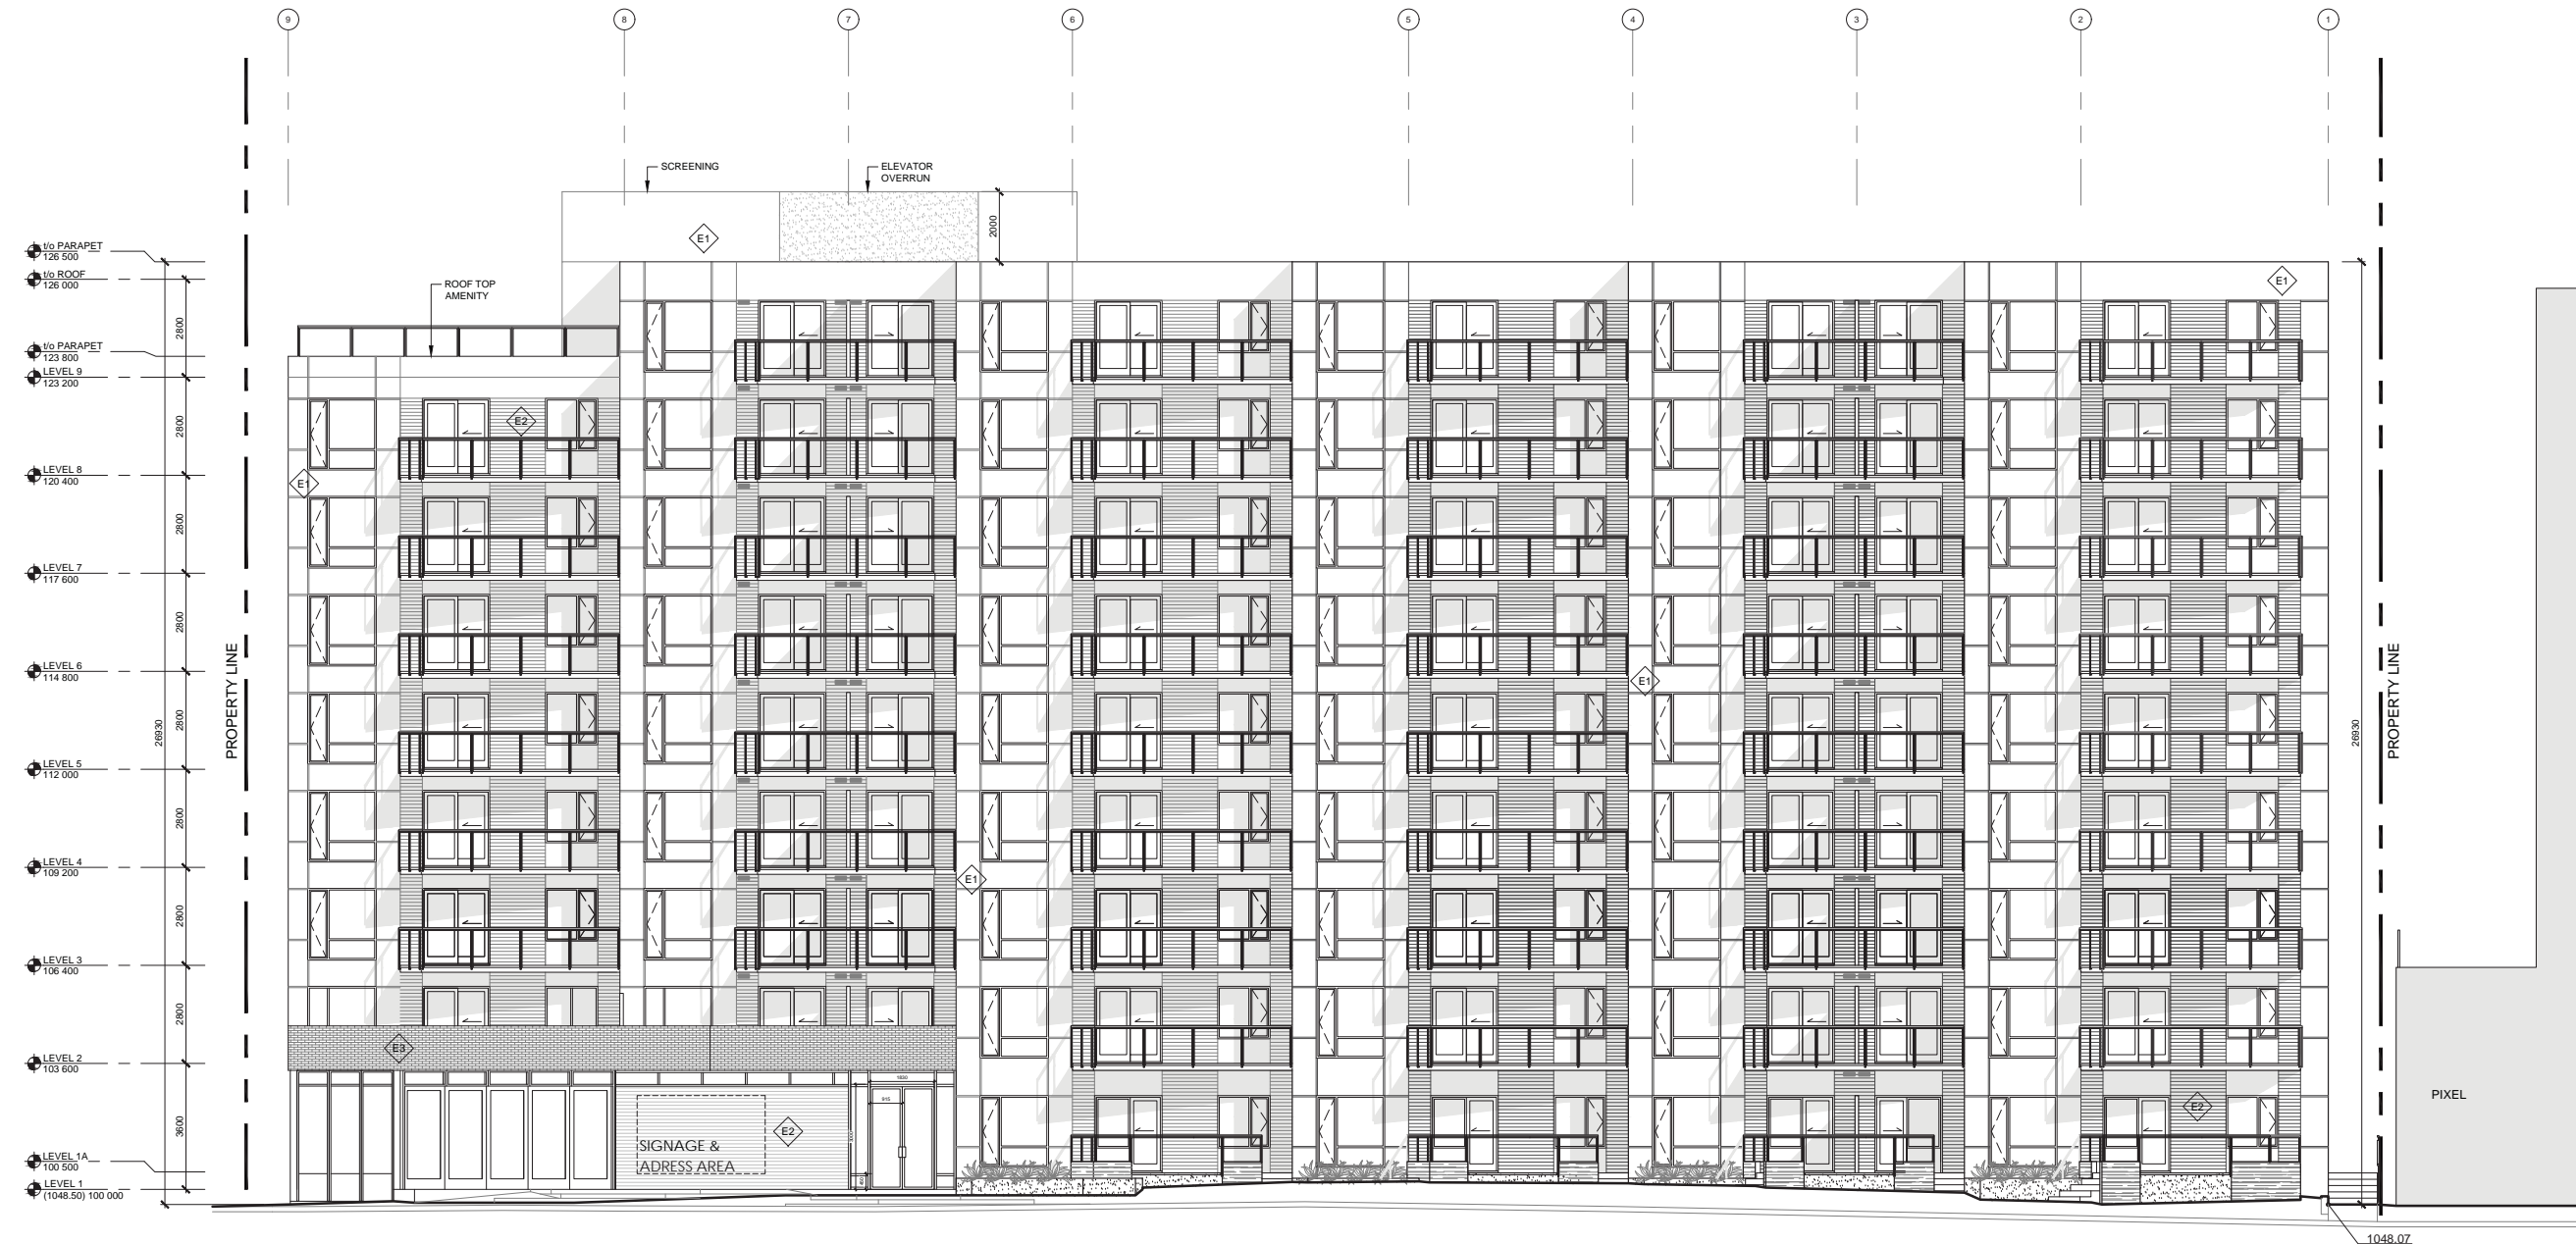 9
8
7
6
5
4
3
2
1
SCREENING
ELEVATOR
OVERRUN
2000
E1
t/o PARAPET
126 500
t/o ROOF
126 000
ROOF TOP
AMENITY
E1
2800
t/o PARAPET
123 800
LEVEL 9
123 200
2800
E2
LEVEL 8
120 400
E1
2800
LEVEL 7
117 600
2800
LEVEL 6
114 800
E1
PROPERTY LINE
PROPERTY LINE
26930
26930
2800
LEVEL 5
112 000
2800
LEVEL 4
109 200
E1
2800
LEVEL 3
106 400
2800
E3
LEVEL 2
103 600
1830
915
PIXEL
E2
3600
E2
SIGNAGE &
ADRESS AREA
LEVEL 1A
100 500
LEVEL 1
(1048.50) 100 000
1048.07